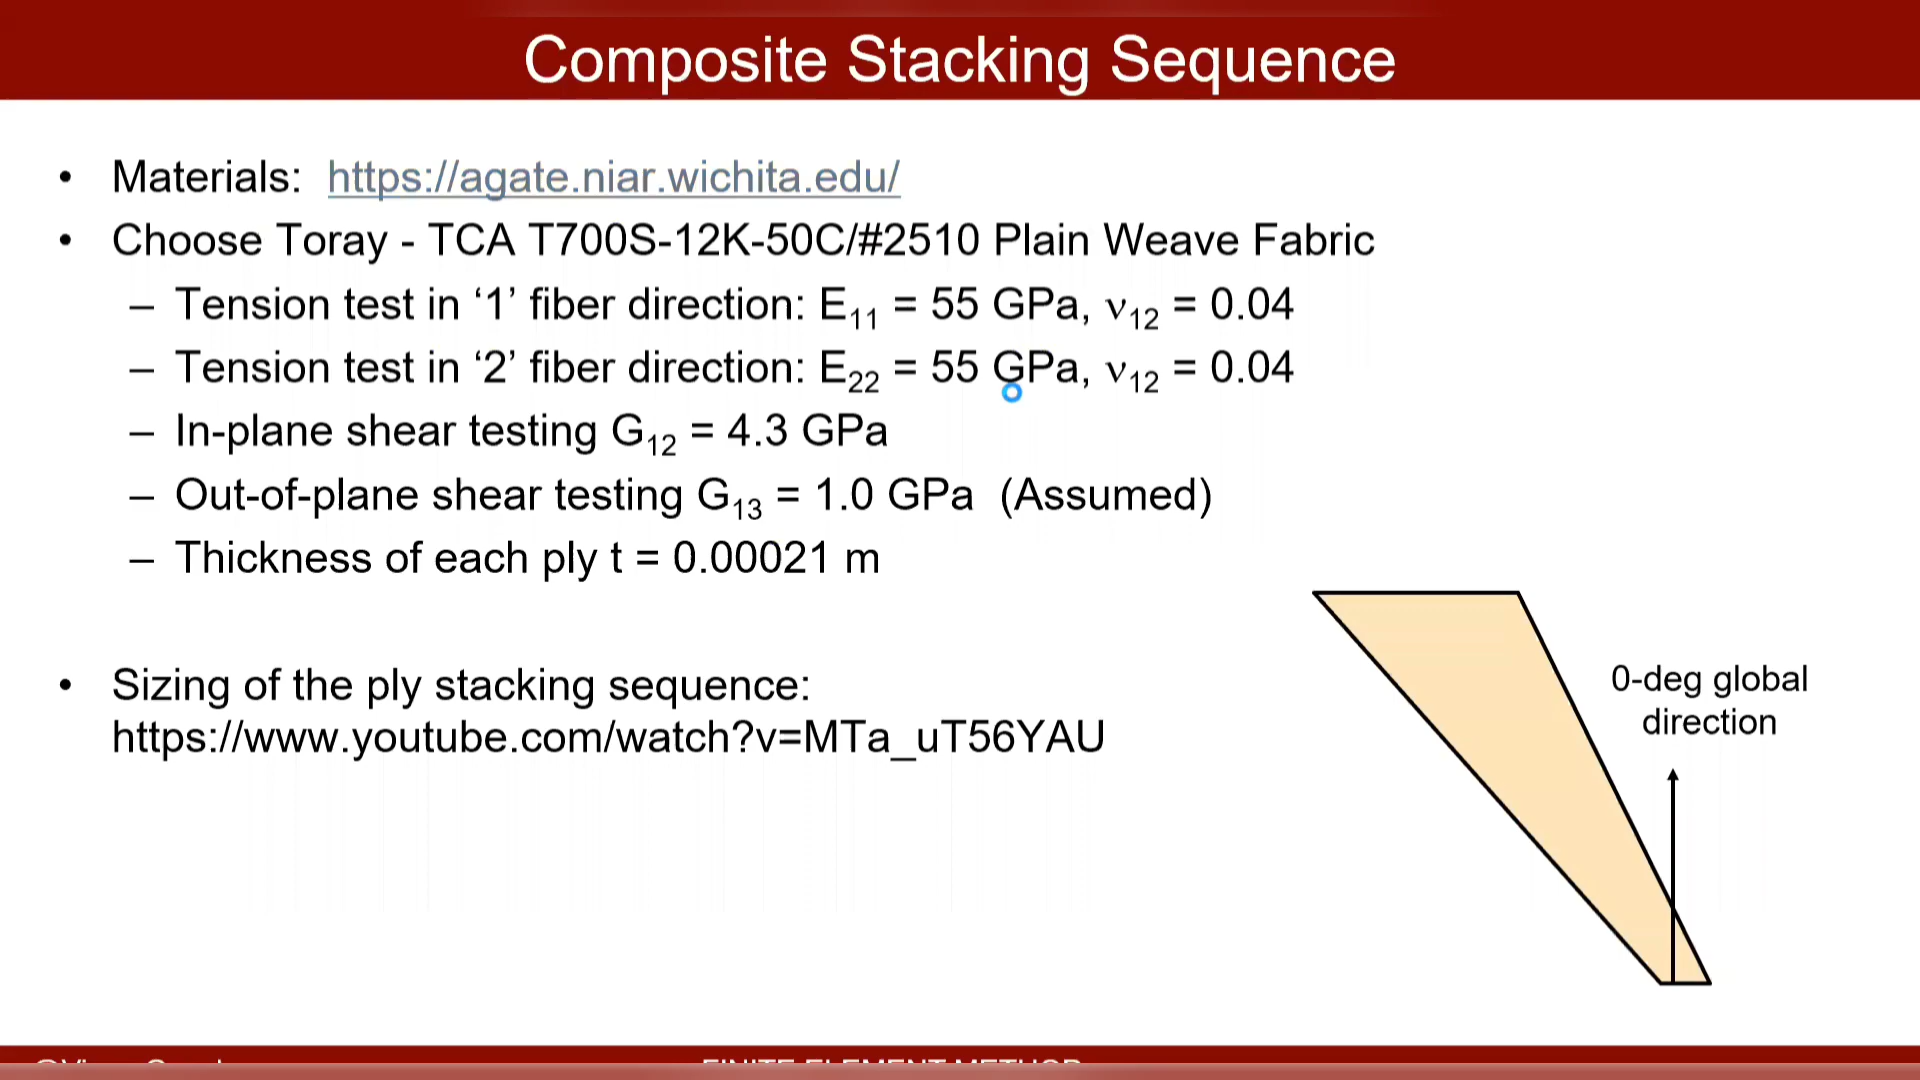 Composite Stacking Sequence
• Materials: https://agate.niar.wichita.edu/
• Choose Toray - TCA T700S-12K-50C/#2510 Plain Weave Fabric
– Tension test in ‘1’ fiber direction: E11 = 55 GPa, ν12 = 0.04
– Tension test in ‘2’ fiber direction: E22 = 55 GPa, ν12 = 0.04
– In-plane shear testing G12 = 4.3 GPa
– Out-of-plane shear testing G13 = 1.0 GPa (Assumed)
– Thickness of each ply t = 0.00021 m
• Sizing of the ply stacking sequence:
https://www.youtube.com/watch?v=MTa_uT56YAU
0-deg global
direction
FINITE ELEMENT METHOD